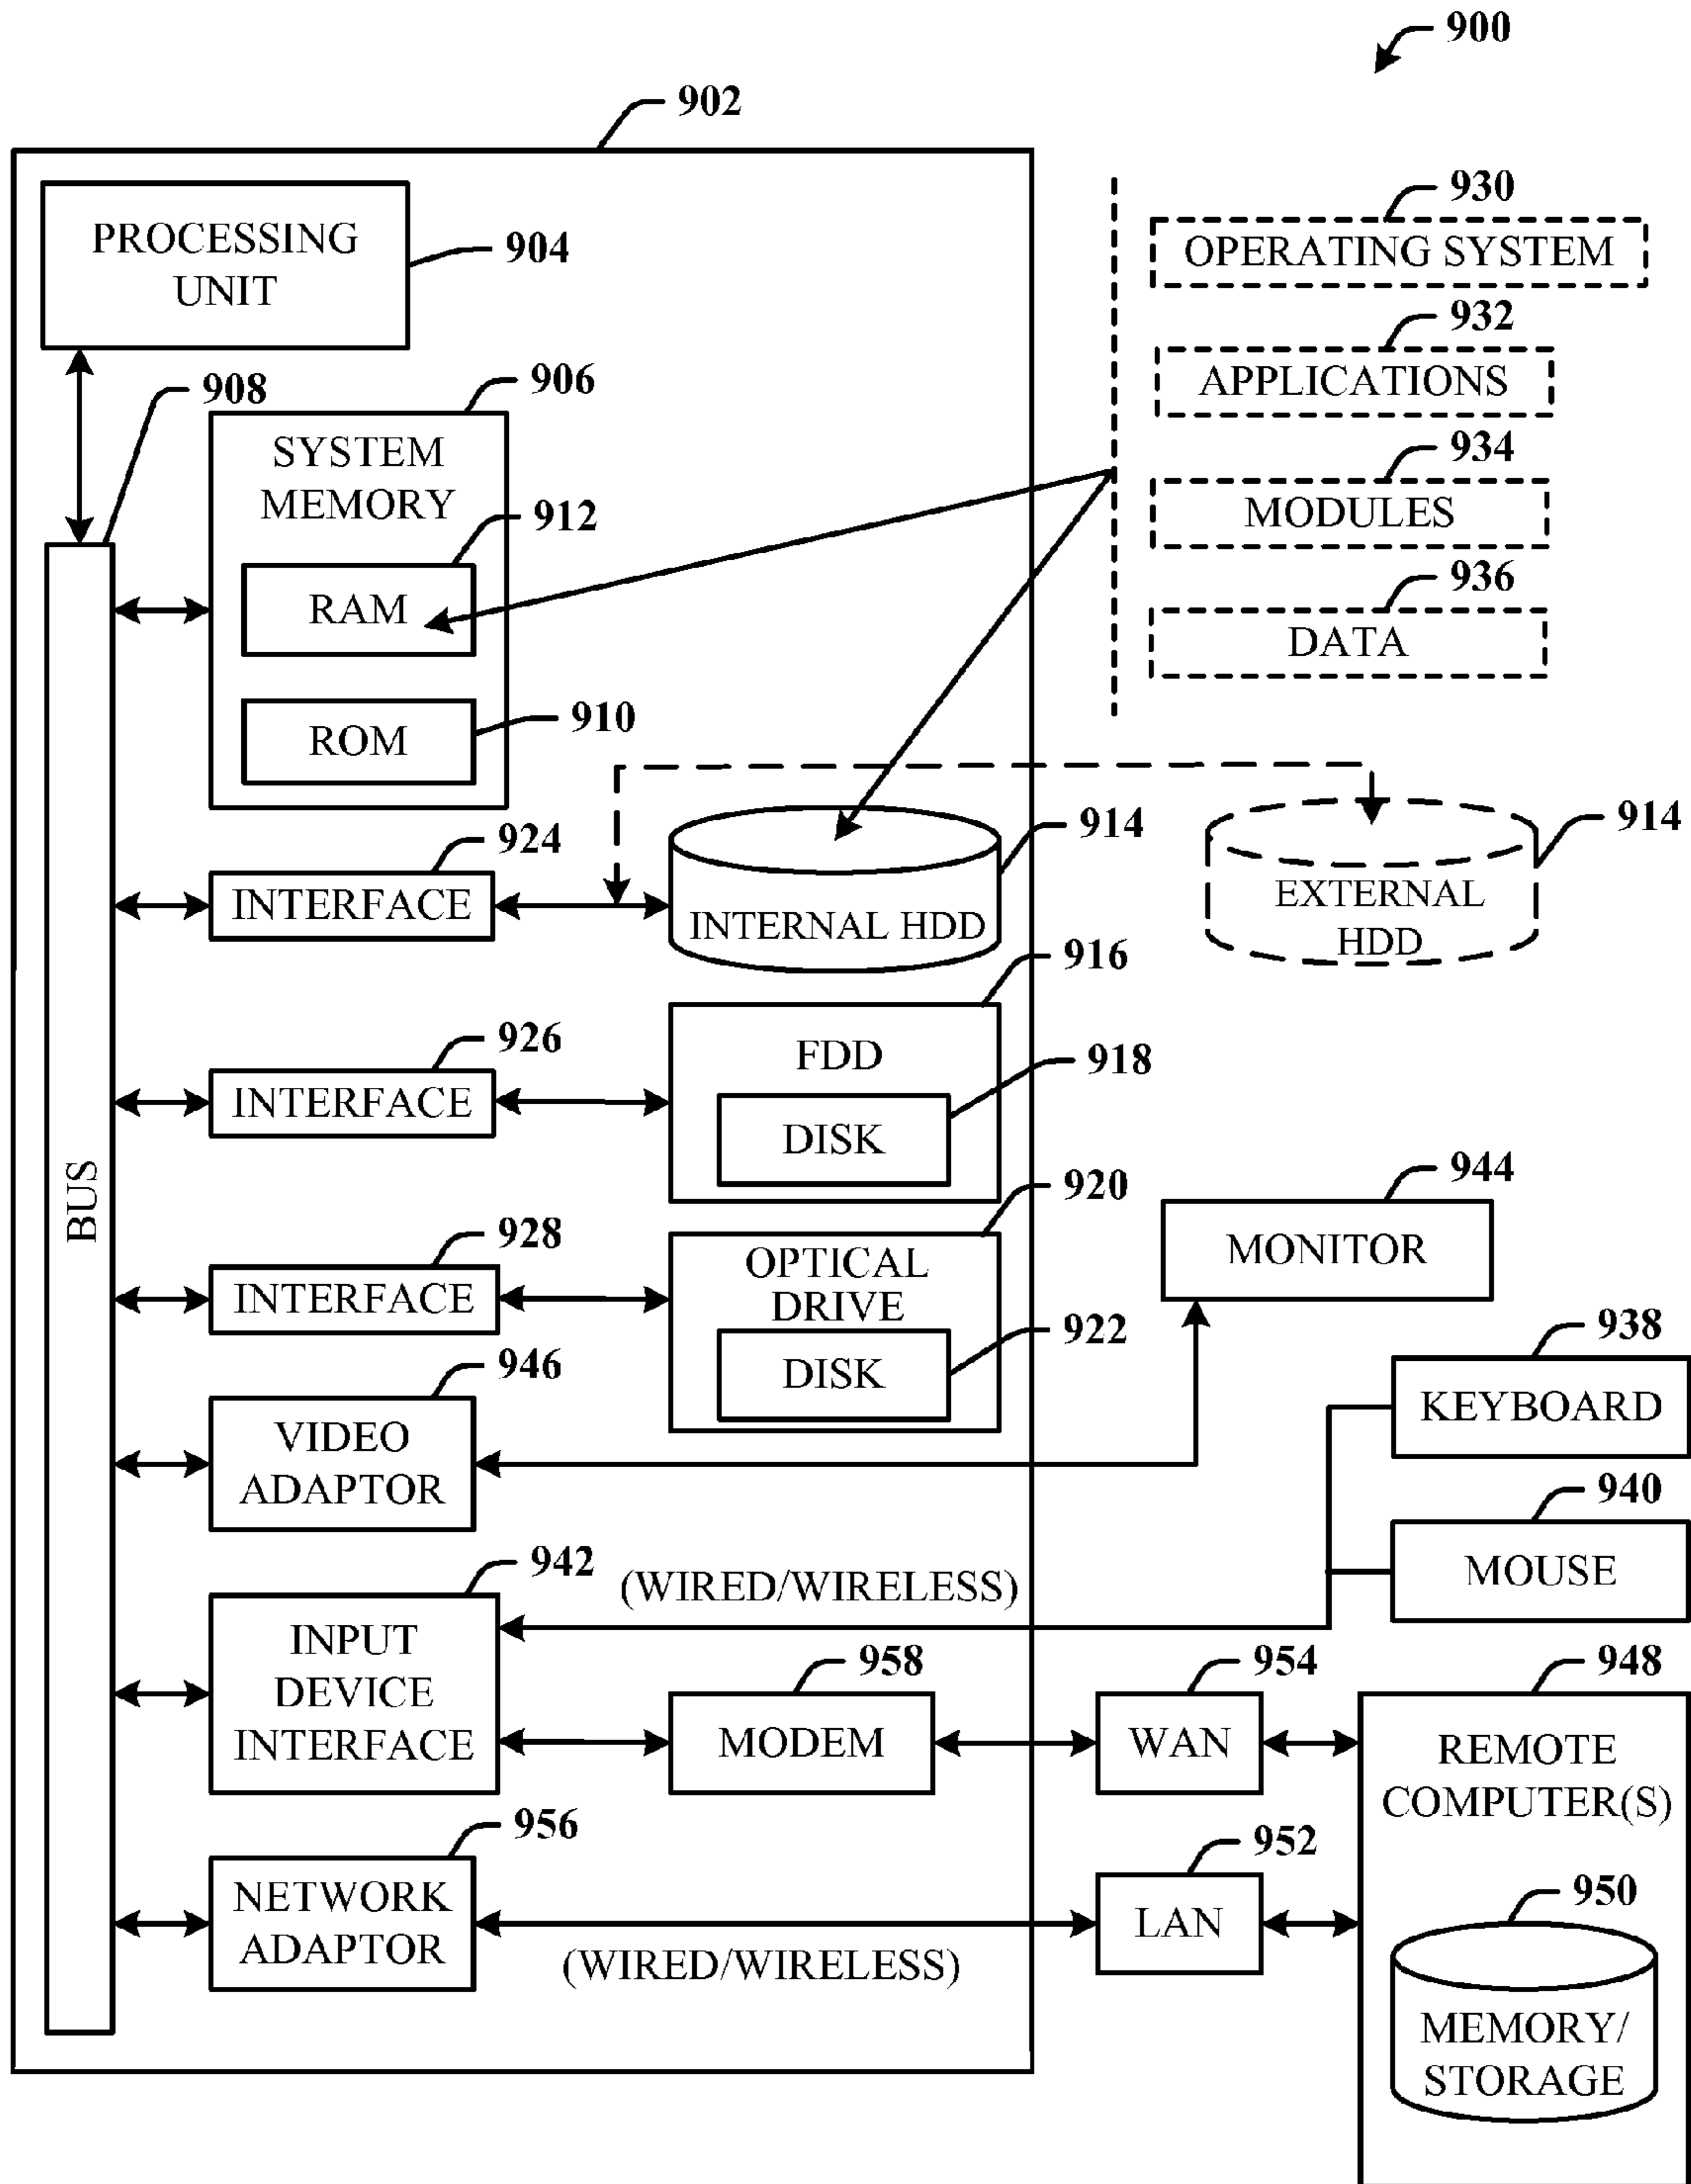 900
902
PROCESSING
UNIT
904
930
OPERATING SYSTEM
932
APPLICATIONS
934
MODULES
936
DATA
908
906
SYSTEM
MEMORY
912
RAM
910
ROM
924
INTERFACE
914
INTERNAL HDD
914
EXTERNAL
HDD
916
FDD
918
DISK
926
INTERFACE
BUS
920
OPTICAL
DRIVE
922
DISK
928
INTERFACE
944
MONITOR
946
VIDEO
ADAPTOR
938
KEYBOARD
940
MOUSE
942
INPUT
DEVICE
INTERFACE
(WIRED/WIRELESS)
958
MODEM
954
WAN
948
REMOTE
COMPUTER(S)
956
NETWORK
ADAPTOR
(WIRED/WIRELESS)
952
LAN
950
MEMORY/
STORAGE